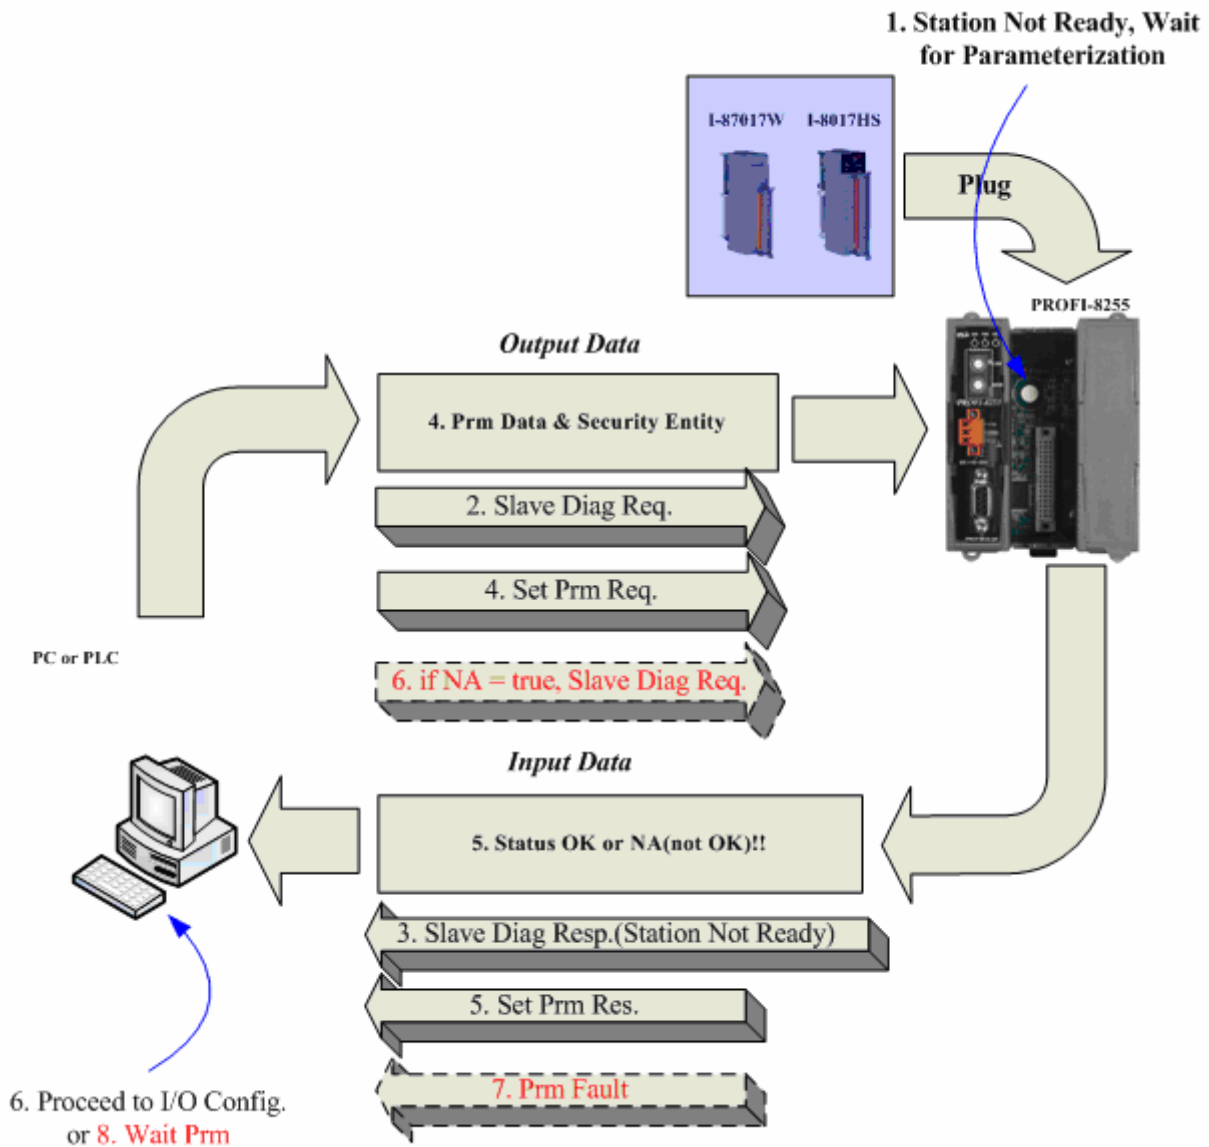 1. Station Not Ready, Wait
for Parameterization
I-87017W
I-8017HS
Plug
PROFI-8255
Output Data
4. Prm Data & Security Entity
2. Slave Diag Req.
4. Set Prm Req.
6. if NA = true, Slave Diag Req.
PC or PLC
Input Data
5. Status OK or NA(not OK)!!
3. Slave Diag Resp.(Station Not Ready)
5. Set Prm Res.
7. Prm Fault
6. Proceed to I/O Config.
or 8. Wait Prm